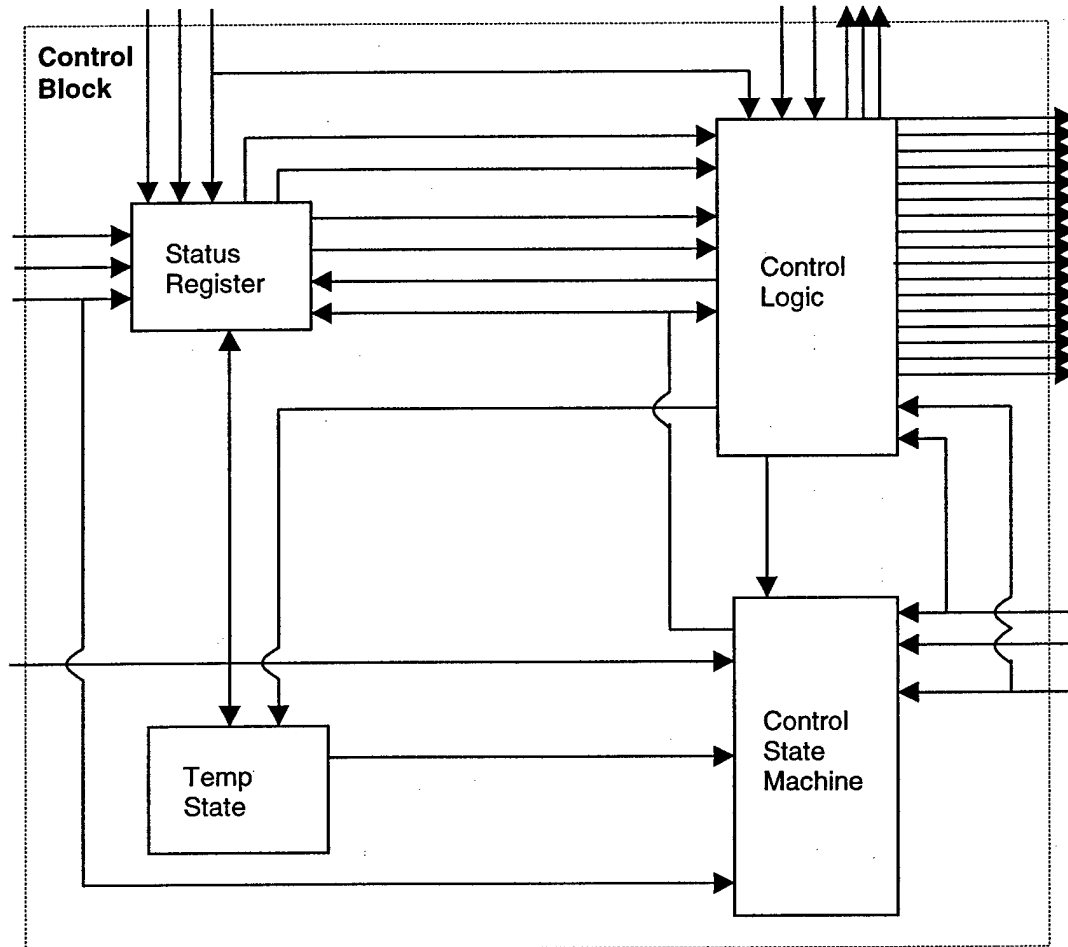 Control
Block
Status
Register
Control
Logic
Control
State
Machine
Temp
State